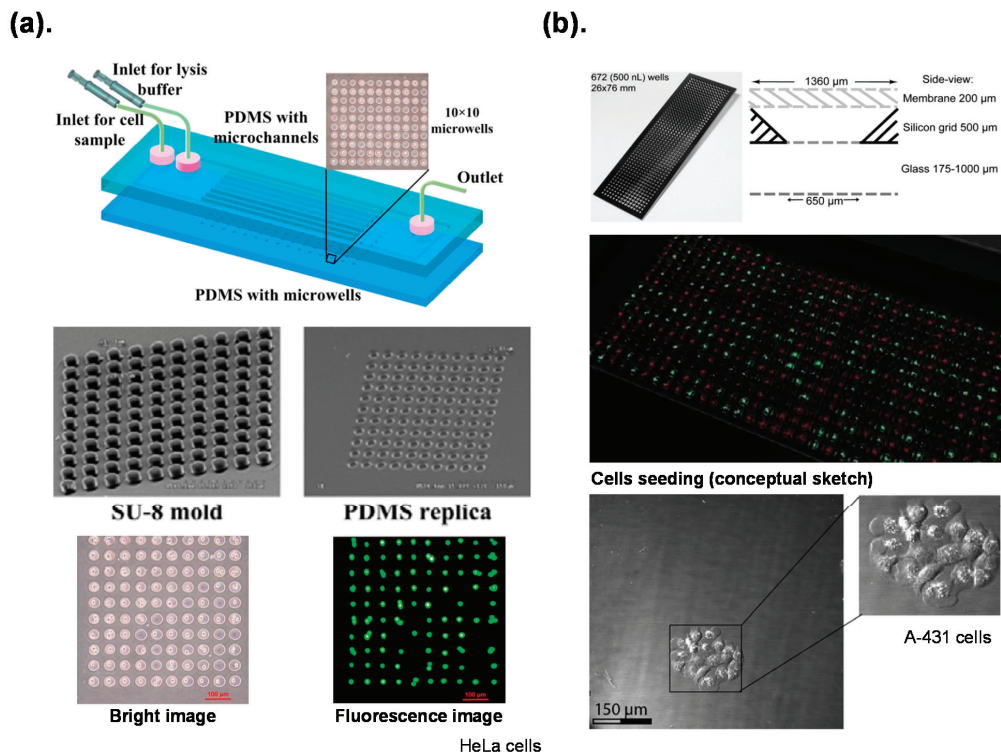 (a).
Inlet for lysis
buffer
Inlet for cell
sample
PDMS with
microchannels
10×10
microwells
Outlet
PDMS with microwells
SU-8 mold
PDMS replica
100 µm
100 µm
Bright image
Fluorescence image
HeLa cells
(b).
672 (500 nL) wells
26x76 mm
1360 µm
Side-view:
Membrane 200 µm
Silicon grid 500 µm
Glass 175-1000 µm
650 µm
Cells seeding (conceptual sketch)
150 µm
A-431 cells